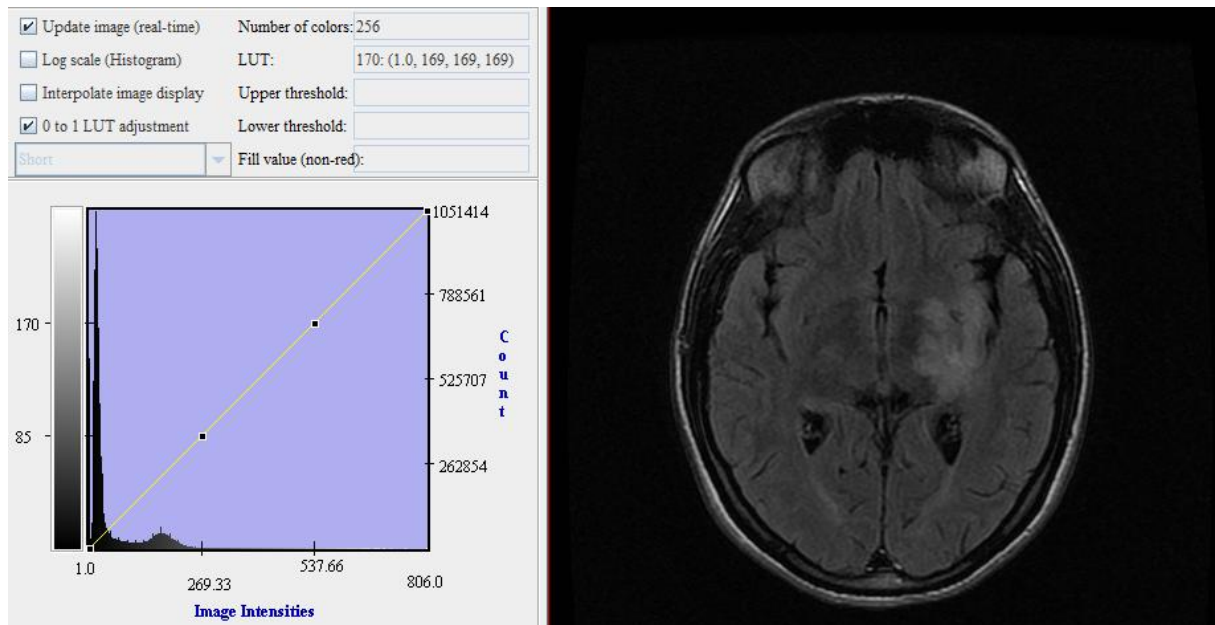 Update image (real-time)
Number of colors: 256
Log scale (Histogram)
LUT: 170: (1.0, 169, 169, 169)
Interpolate image display
Upper threshold:
0 to 1 LUT adjustment
Lower threshold:
Short
Fill value (non-red):
1051414
788561
170
Count
525707
85
262854
1.0
269.33
537.66
806.0
Image Intensities